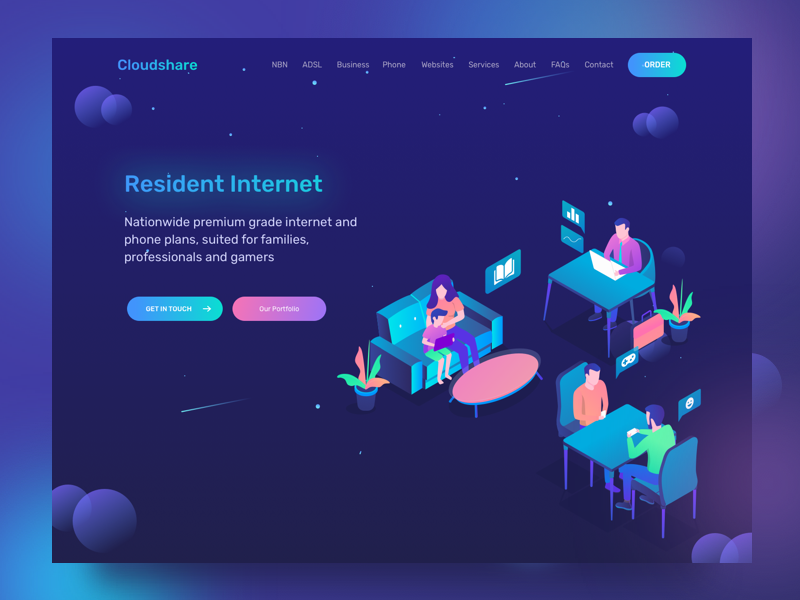 Cloudshare
NBN ADSL Business Phone Websites Services About FAQs Contact ORDER
Resident Internet
Nationwide premium grade internet and
phone plans, suited for families,
professionals and gamers
GET IN TOUCH Our Portfolio